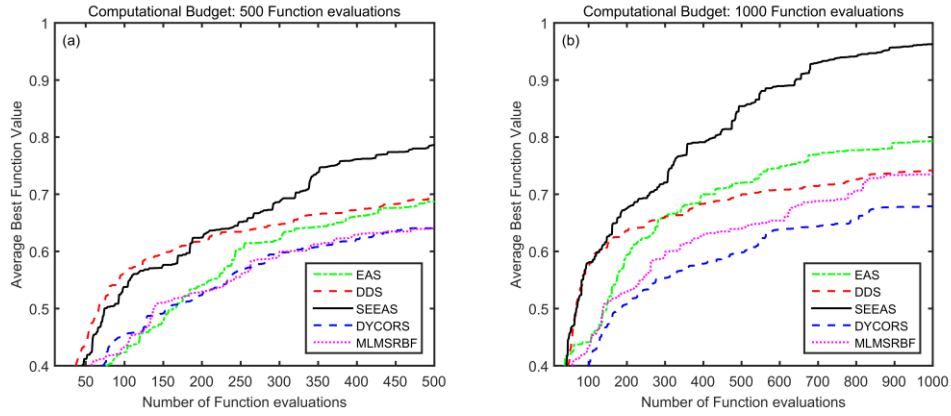 Computational Budget: 500 Function evaluations
(a)
Average Best Function Value
1
0.9
0.8
0.7
0.6
0.5
0.4
50 100 150 200 250 300 350 400 450 500
Number of Function evaluations
EAS
DDS
SEEAS
DYCORS
MLMSRBF
Computational Budget: 1000 Function evaluations
(b)
Average Best Function Value
1
0.9
0.8
0.7
0.6
0.5
0.4
100 200 300 400 500 600 700 800 900 1000
Number of Function evaluations
EAS
DDS
SEEAS
DYCORS
MLMSRBF